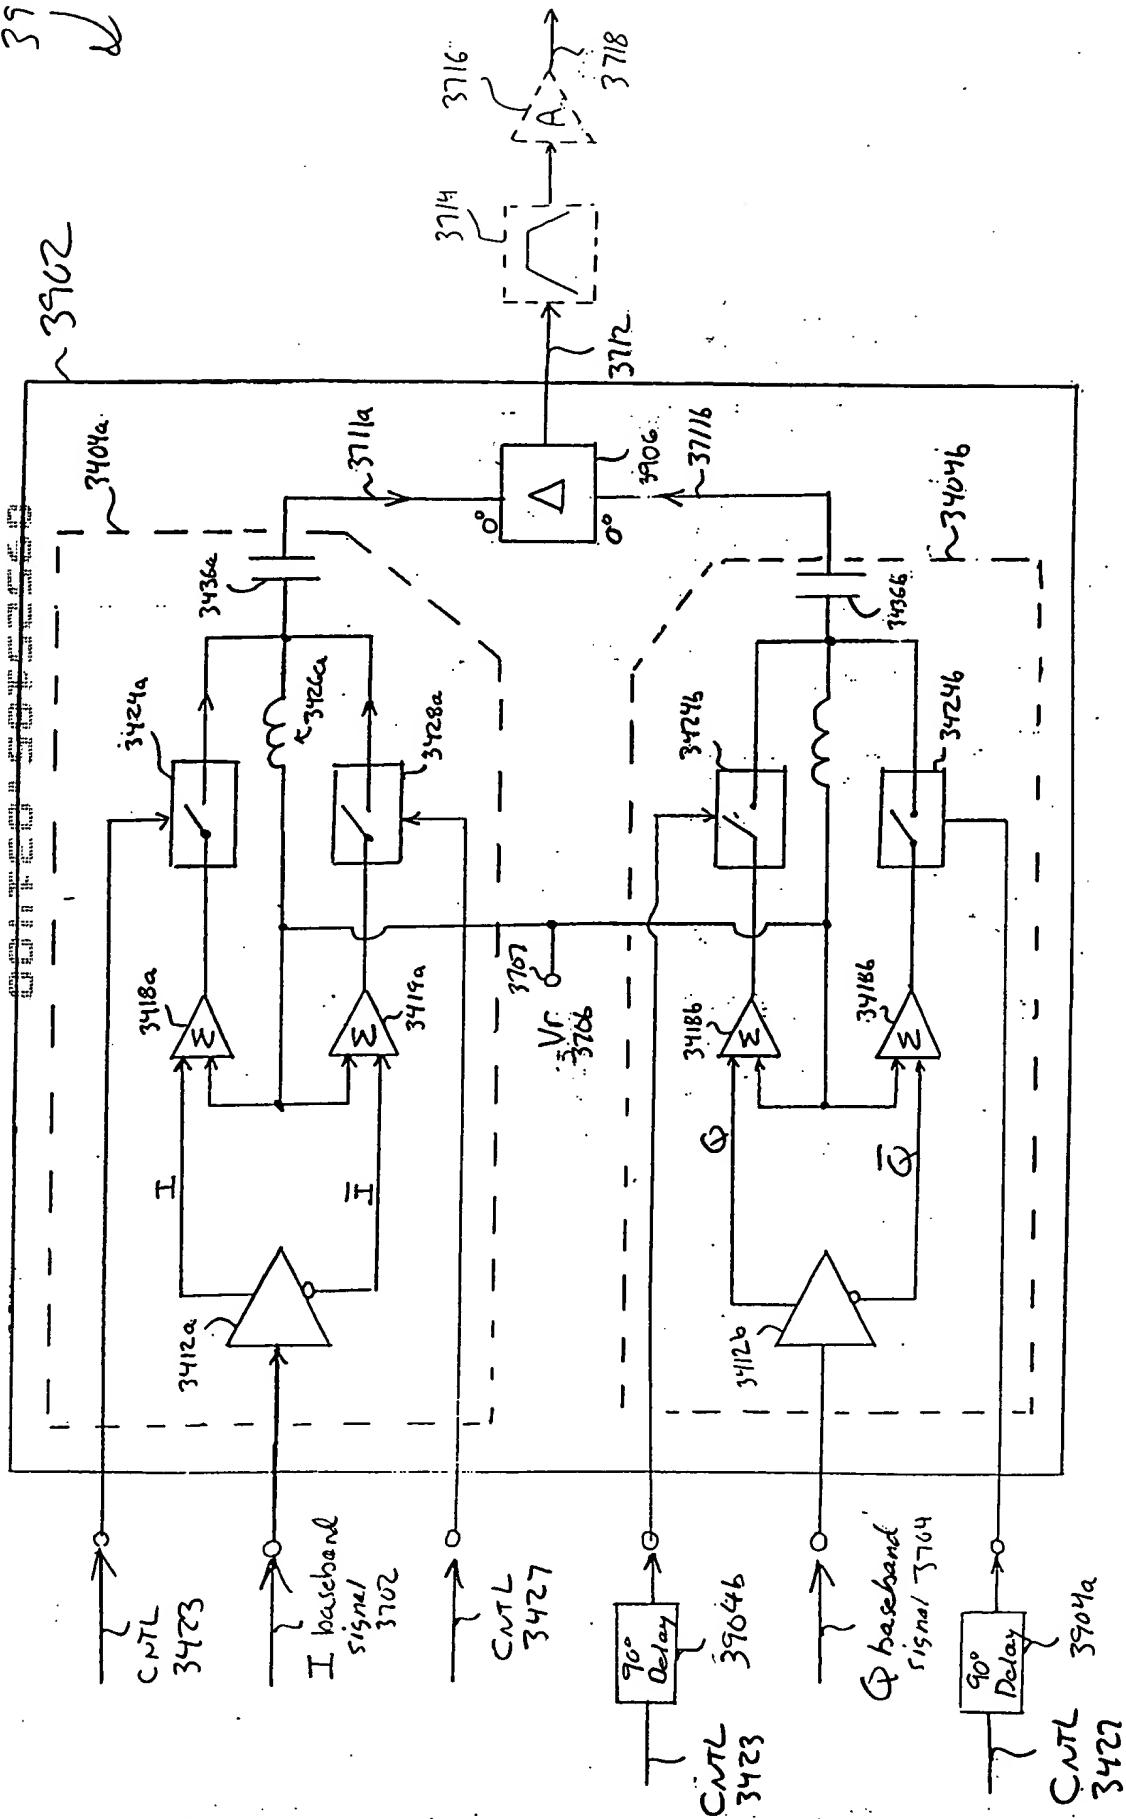 39
3902
3404a
3418a
3424a
3436a
3711a
3716
A
3718
3714
3712
3906
0°
0°
Δ
3711b
3404b
3426a
3428a
3419a
Σ
Σ
I
I̅
3412a
CNTL
3423
I baseband
signal
3702
CNTL
3427
3707
Vr
3706
3418b
3424b
3436b
3424b
3418b
Σ
Σ
Q
Q̅
3412b
90°
Delay
3904b
CNTL
3423
Q baseband
signal 3704
90°
Delay
3904a
CNTL
3427